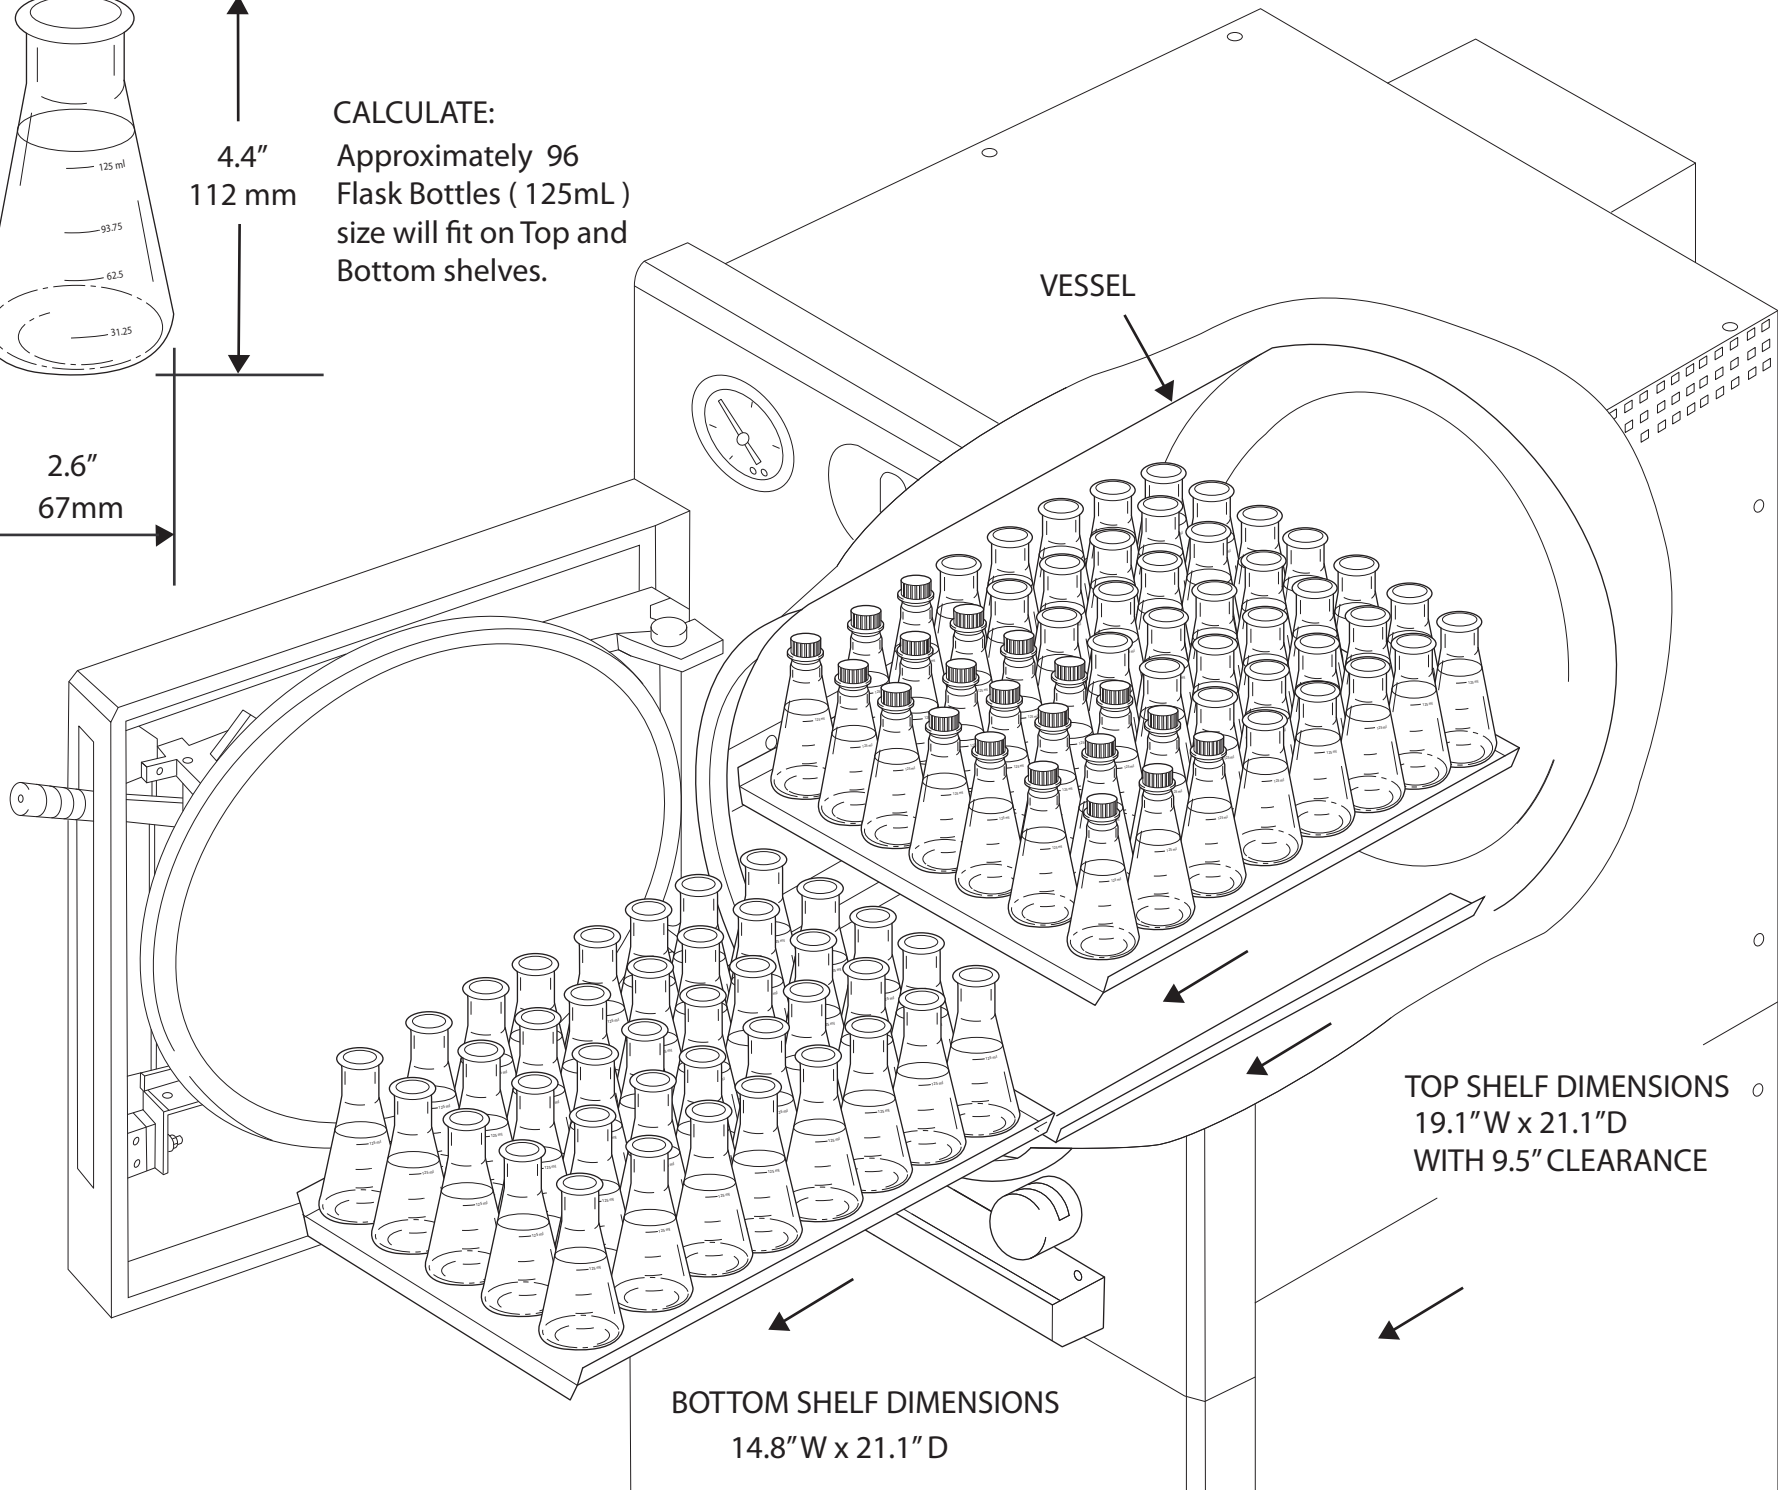 125 ml
93.75
62.5
31.25
4.4”
112 mm
2.6”
67mm
CALCULATE:
Approximately 96
Flask Bottles ( 125mL )
size will fit on Top and
Bottom shelves.
VESSEL
TOP SHELF DIMENSIONS
19.1” W x 21.1” D
WITH 9.5” CLEARANCE
BOTTOM SHELF DIMENSIONS
14.8” W x 21.1” D